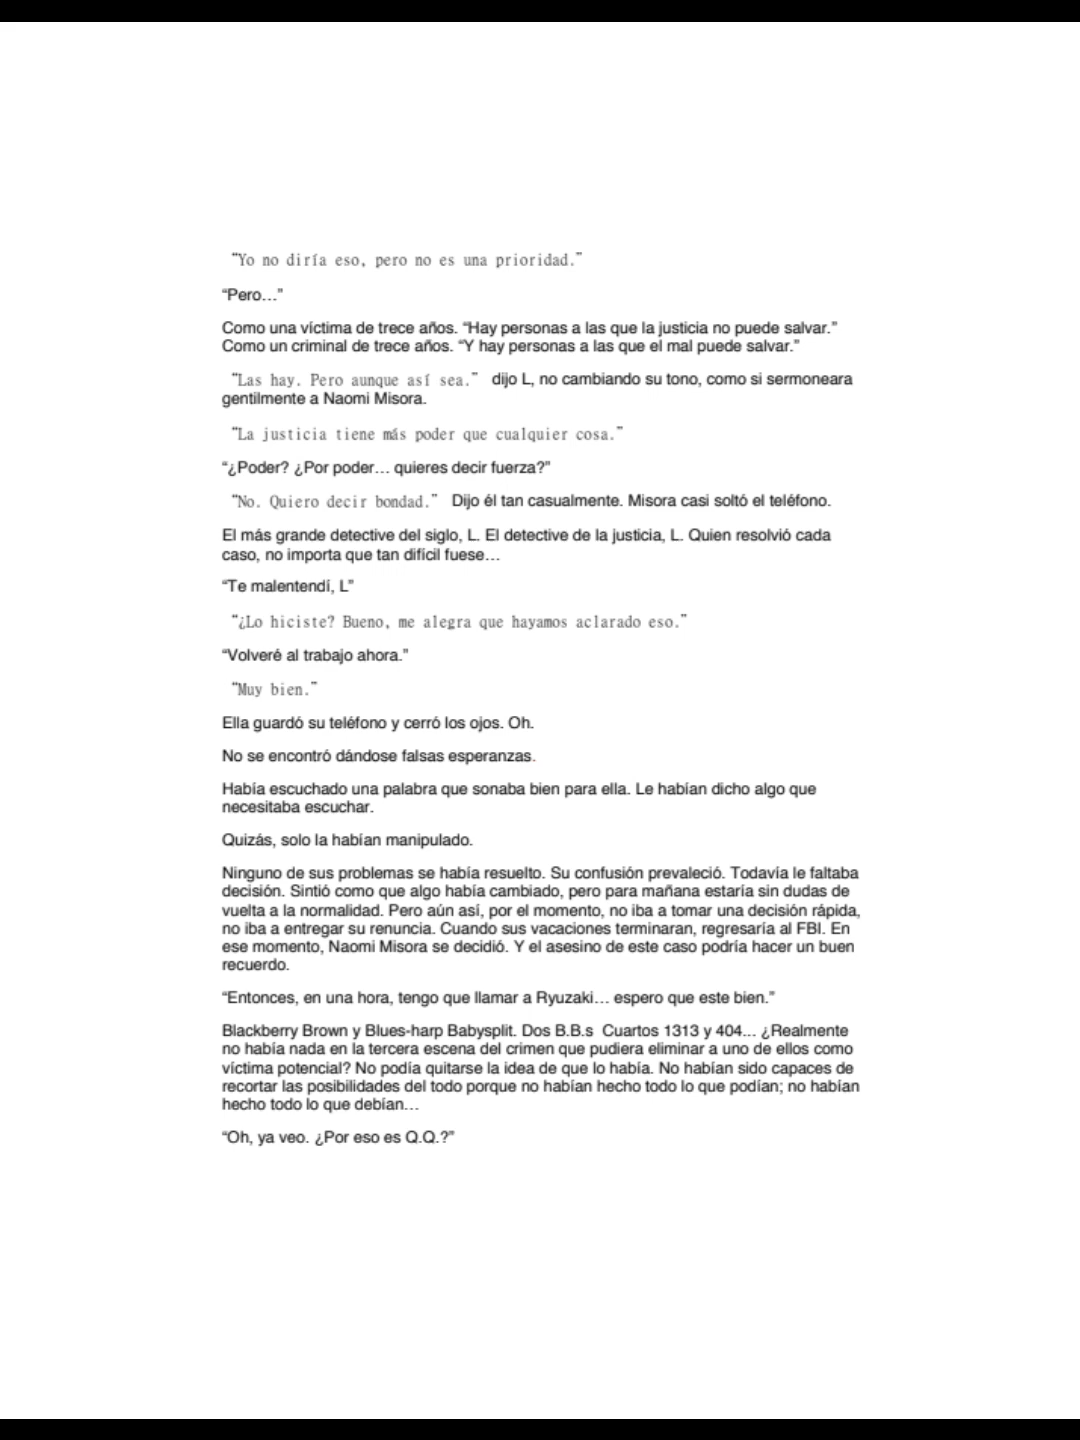 “Yo no diría eso, pero no es una prioridad.”
“Pero…”
Como una víctima de trece años. “Hay personas a las que la justicia no puede salvar.”
Como un criminal de trece años. “Y hay personas a las que el mal puede salvar.”
“Las hay. Pero aunque así sea.” dijo L, no cambiando su tono, como si sermoneara
gentilmente a Naomi Misora.
“La justicia tiene más poder que cualquier cosa.”
“¿Poder? ¿Por poder… quieres decir fuerza?”
“No. Quiero decir bondad.” Dijo él tan casualmente. Misora casi soltó el teléfono.
El más grande detective del siglo, L. El detective de la justicia, L. Quien resolvió cada
caso, no importa que tan difícil fuese…
“Te malentendí, L”
“¿Lo hiciste? Bueno, me alegra que hayamos aclarado eso.”
“Volveré al trabajo ahora.”
“Muy bien.”
Ella guardó su teléfono y cerró los ojos. Oh.
No se encontró dándose falsas esperanzas.
Había escuchado una palabra que sonaba bien para ella. Le habían dicho algo que
necesitaba escuchar.
Quizás, solo la habían manipulado.
Ninguno de sus problemas se había resuelto. Su confusión prevaleció. Todavía le faltaba
decisión. Sintió como que algo había cambiado, pero para mañana estaría sin dudas de
vuelta a la normalidad. Pero aún así, por el momento, no iba a tomar una decisión rápida,
no iba a entregar su renuncia. Cuando sus vacaciones terminaran, regresaría al FBI. En
ese momento, Naomi Misora se decidió. Y el asesino de este caso podría hacer un buen
recuerdo.
“Entonces, en una hora, tengo que llamar a Ryuzaki… espero que este bien.”
Blackberry Brown y Blues-harp Babysplit. Dos B.B.s Cuartos 1313 y 404... ¿Realmente
no había nada en la tercera escena del crimen que pudiera eliminar a uno de ellos como
víctima potencial? No podía quitarse la idea de que lo había. No habían sido capaces de
recortar las posibilidades del todo porque no habían hecho todo lo que podían; no habían
hecho todo lo que debían…
“Oh, ya veo. ¿Por eso es Q.Q.?”